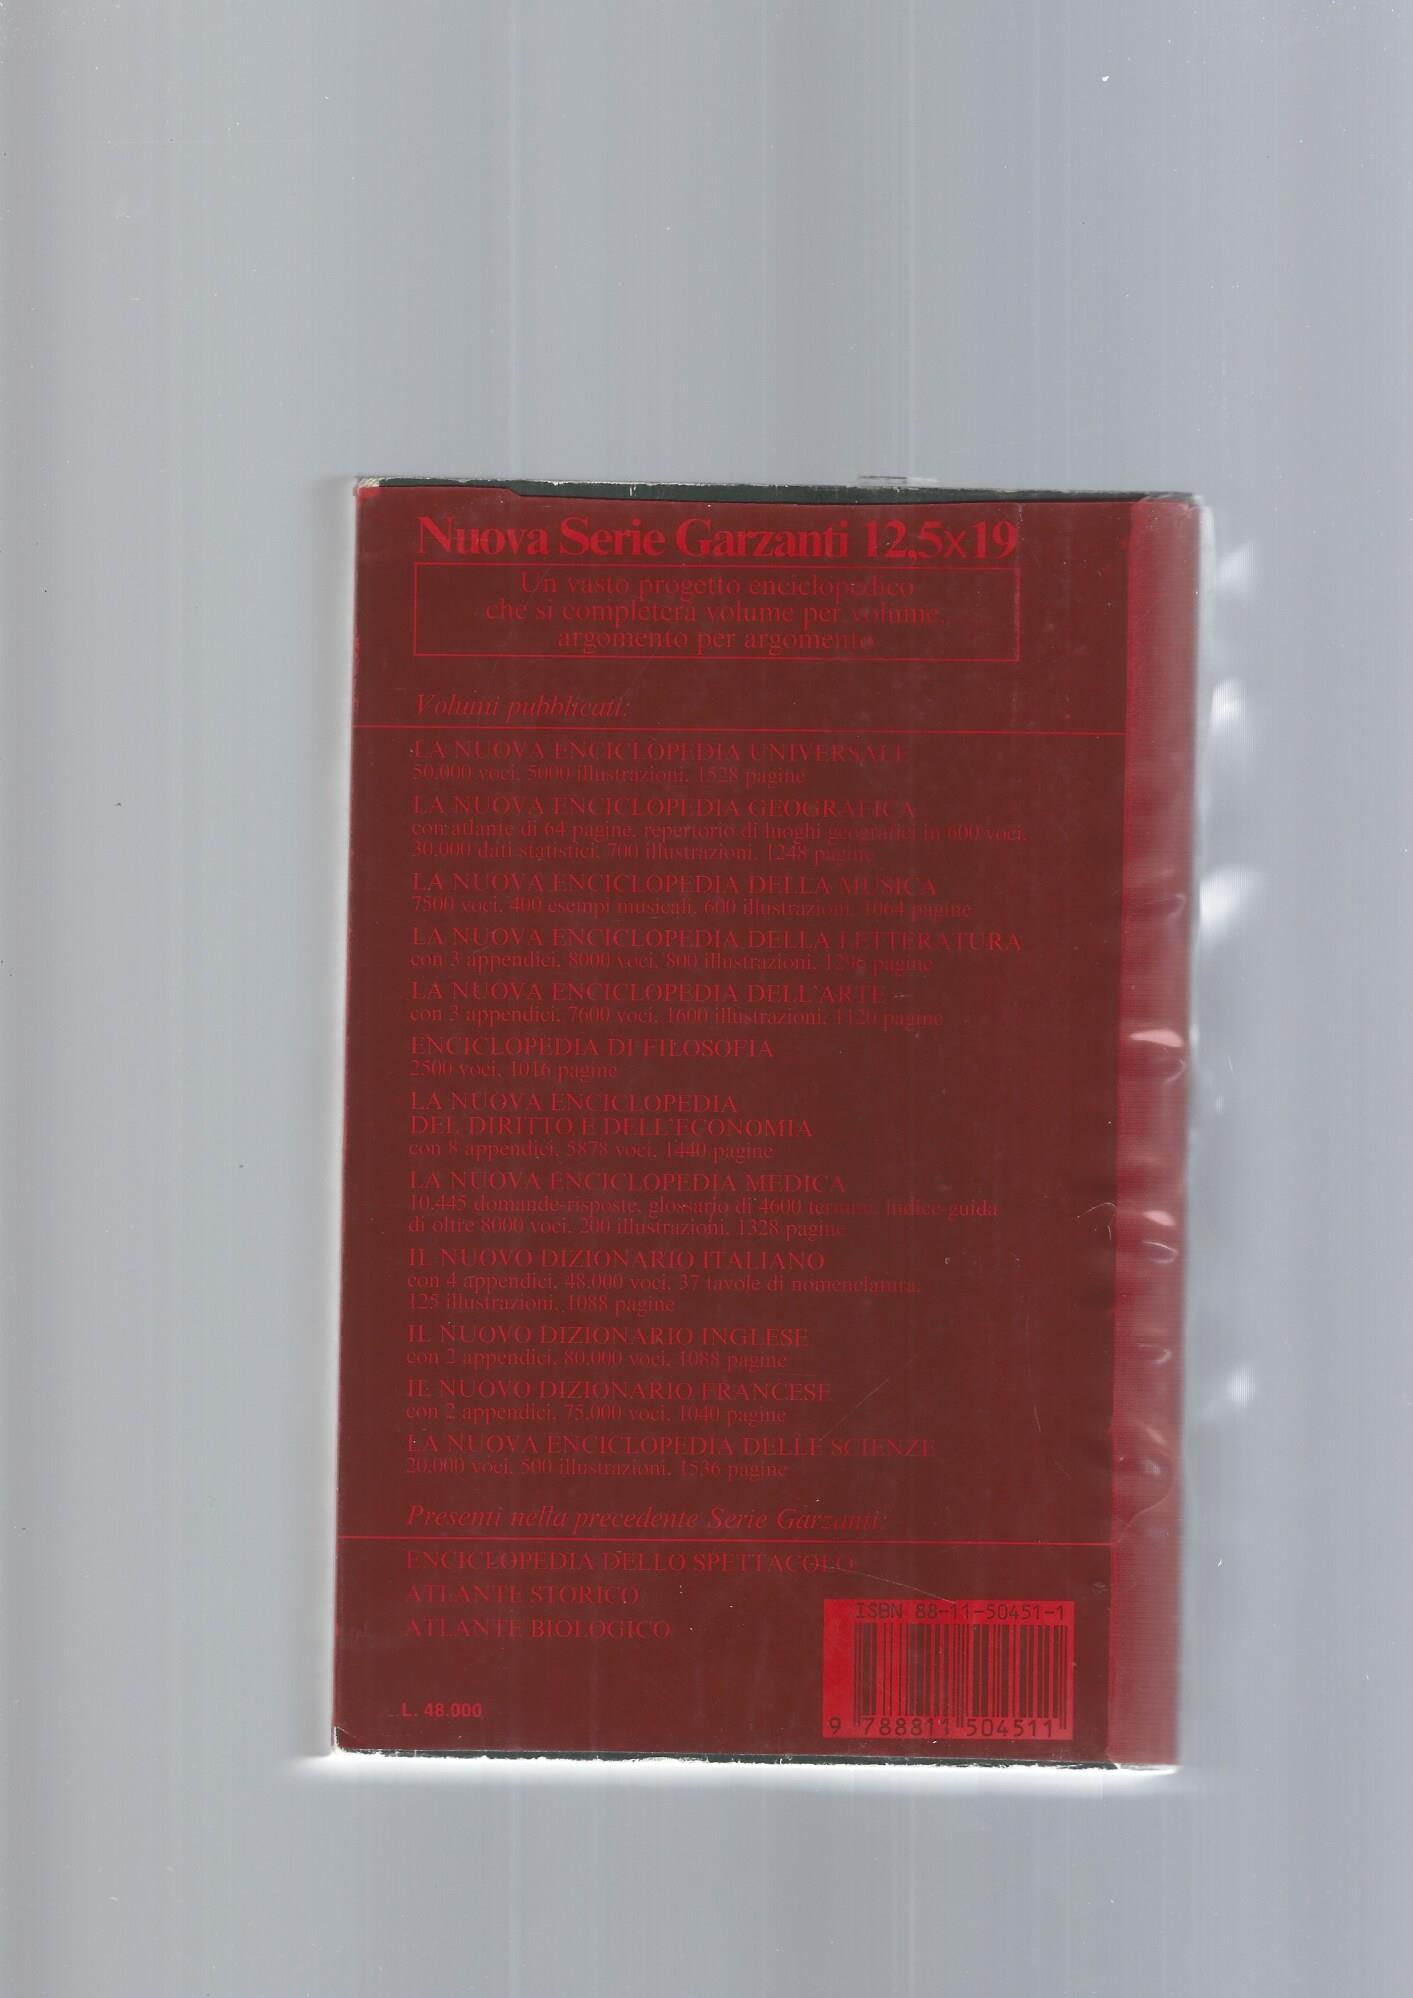 Nuova Serie Garzanti 12,5x19
Un vasto progetto enciclopedico
che si completerà volume per volume,
argomento per argomento
Volumi pubblicati:
LA NUOVA ENCICLOPEDIA UNIVERSALE
50.000 voci, 5000 illustrazioni, 1528 pagine
LA NUOVA ENCICLOPEDIA GEOGRAFICA
con atlante di 64 pagine, repertorio di luoghi geografici in 600 voci,
30.000 dati statistici, 700 illustrazioni, 1248 pagine
LA NUOVA ENCICLOPEDIA DELLA MUSICA
7500 voci, 400 esempi musicali, 600 illustrazioni, 1064 pagine
LA NUOVA ENCICLOPEDIA DELLA LETTERATURA
con 3 appendici, 8000 voci, 800 illustrazioni, 1296 pagine
LA NUOVA ENCICLOPEDIA DELL'ARTE
con 3 appendici, 7600 voci, 1600 illustrazioni, 1120 pagine
ENCICLOPEDIA DI FILOSOFIA
2500 voci, 1016 pagine
LA NUOVA ENCICLOPEDIA
DEL DIRITTO E DELL'ECONOMIA
con 8 appendici, 5878 voci, 1440 pagine
LA NUOVA ENCICLOPEDIA MEDICA
10.445 domande-risposte, glossario di 4600 termini, indice-guida
di oltre 8000 voci, 200 illustrazioni, 1328 pagine
IL NUOVO DIZIONARIO ITALIANO
con 4 appendici, 48.000 voci, 37 tavole di nomenclatura,
125 illustrazioni, 1088 pagine
IL NUOVO DIZIONARIO INGLESE
con 2 appendici, 80.000 voci, 1088 pagine
IL NUOVO DIZIONARIO FRANCESE
con 2 appendici, 75.000 voci, 1040 pagine
LA NUOVA ENCICLOPEDIA DELLE SCIENZE
20.000 voci, 500 illustrazioni, 1536 pagine
Presenti nella precedente Serie Garzanti:
ENCICLOPEDIA DELLO SPETTACOLO
ATLANTE STORICO
ATLANTE BIOLOGICO
ISBN 88-11-50451-1
9 788811 504511
L. 48.000